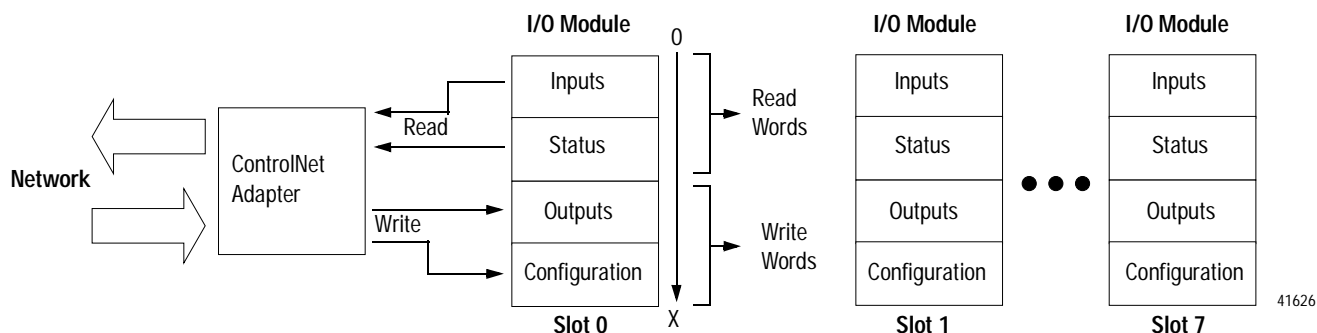 I/O Module
I/O Module
I/O Module
0
Inputs
Inputs
Inputs
Read
Words
Read
ControlNet
Adapter
Status
Status
Status
Network
Outputs
Outputs
Outputs
Write
Write
Words
Configuration
Configuration
Configuration
41626
X
Slot 0
Slot 1
Slot 7